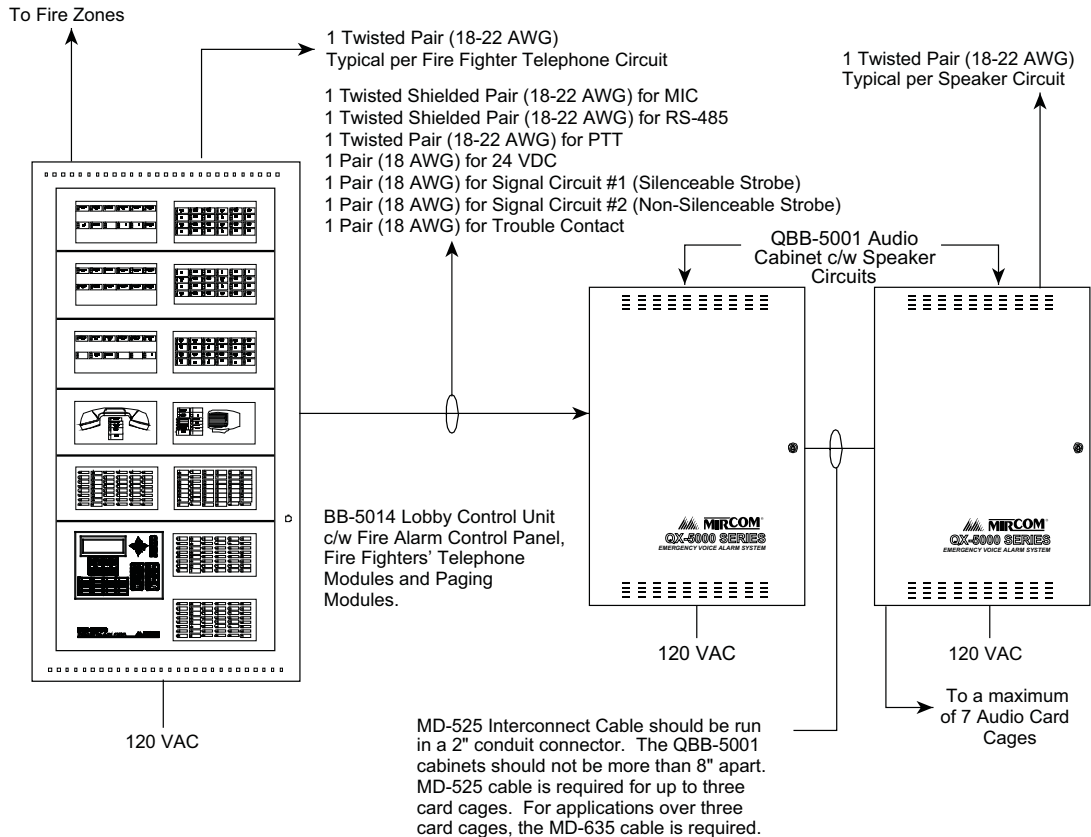 To Fire Zones
1 Twisted Pair (18-22 AWG)
Typical per Fire Fighter Telephone Circuit
1 Twisted Shielded Pair (18-22 AWG) for MIC
1 Twisted Shielded Pair (18-22 AWG) for RS-485
1 Twisted Pair (18-22 AWG) for PTT
1 Pair (18 AWG) for 24 VDC
1 Pair (18 AWG) for Signal Circuit #1 (Silenceable Strobe)
1 Pair (18 AWG) for Signal Circuit #2 (Non-Silenceable Strobe)
1 Pair (18 AWG) for Trouble Contact
1 Twisted Pair (18-22 AWG)
Typical per Speaker Circuit
QBB-5001 Audio
Cabinet c/w Speaker
Circuits
BB-5014 Lobby Control Unit
c/w Fire Alarm Control Panel,
Fire Fighters' Telephone
Modules and Paging
Modules.
MIRCOM
QX-5000 SERIES
EMERGENCY VOICE ALARM SYSTEM
MIRCOM
QX-5000 SERIES
EMERGENCY VOICE ALARM SYSTEM
120 VAC
120 VAC
120 VAC
To a maximum
of 7 Audio Card
Cages
MD-525 Interconnect Cable should be run
in a 2" conduit connector. The QBB-5001
cabinets should not be more than 8" apart.
MD-525 cable is required for up to three
card cages. For applications over three
card cages, the MD-635 cable is required.